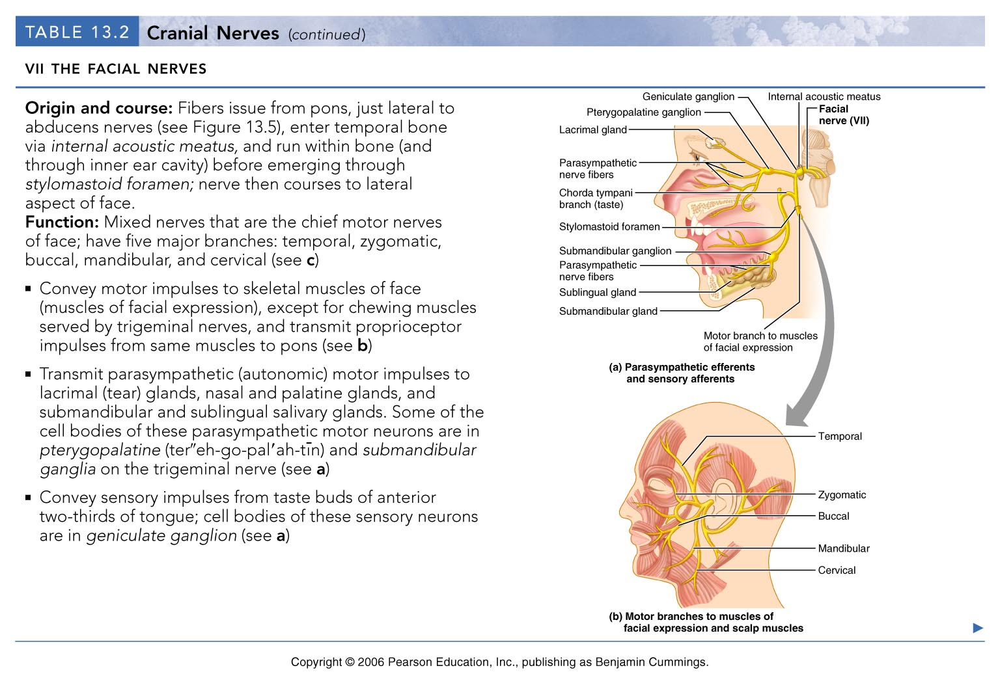 TABLE 13.2 Cranial Nerves (continued)
VII THE FACIAL NERVES
Origin and course: Fibers issue from pons, just lateral to
abducens nerves (see Figure 13.5), enter temporal bone
via internal acoustic meatus, and run within bone (and
through inner ear cavity) before emerging through
stylomastoid foramen; nerve then courses to lateral
aspect of face.
Function: Mixed nerves that are the chief motor nerves
of face; have five major branches: temporal, zygomatic,
buccal, mandibular, and cervical (see c)
▪ Convey motor impulses to skeletal muscles of face
(muscles of facial expression), except for chewing muscles
served by trigeminal nerves, and transmit proprioceptor
impulses from same muscles to pons (see b)
▪ Transmit parasympathetic (autonomic) motor impulses to
lacrimal (tear) glands, nasal and palatine glands, and
submandibular and sublingual salivary glands. Some of the
cell bodies of these parasympathetic motor neurons are in
pterygopalatine (ter″eh-go-pal′ah-tīn) and submandibular
ganglia on the trigeminal nerve (see a)
▪ Convey sensory impulses from taste buds of anterior
two-thirds of tongue; cell bodies of these sensory neurons
are in geniculate ganglion (see a)
Geniculate ganglion
Internal acoustic meatus
Pterygopalatine ganglion
Facial
nerve (VII)
Lacrimal gland
Parasympathetic
nerve fibers
Chorda tympani
branch (taste)
Stylomastoid foramen
Submandibular ganglion
Parasympathetic
nerve fibers
Sublingual gland
Submandibular gland
Motor branch to muscles
of facial expression
(a) Parasympathetic efferents
and sensory afferents
Temporal
Zygomatic
Buccal
Mandibular
Cervical
(b) Motor branches to muscles of
facial expression and scalp muscles
Copyright © 2006 Pearson Education, Inc., publishing as Benjamin Cummings.